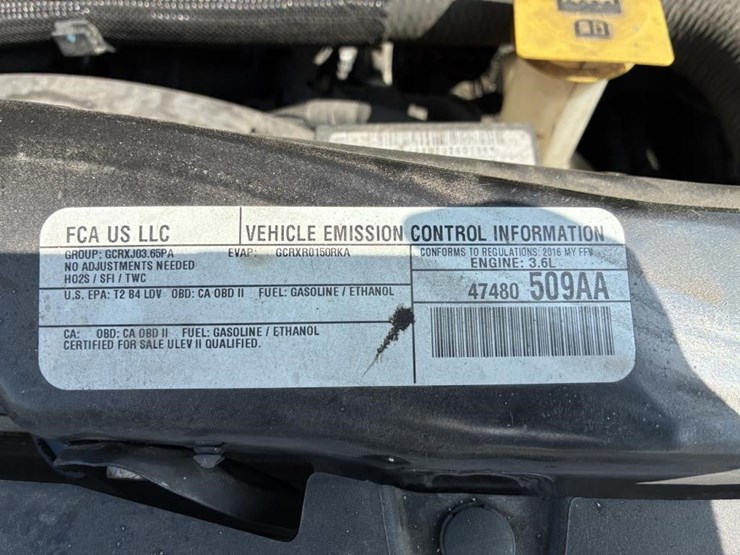 FCA US LLC
VEHICLE EMISSION CONTROL INFORMATION
GROUP: GCRXJ03.65PA EVAP: GCRXR0150RKA
NO ADJUSTMENTS NEEDED
HO2S / SFI / TWC
CONFORMS TO REGULATIONS: 2016 MY FFV
ENGINE: 3.6L
U.S. EPA: T2 B4 LDV OBD: CA OBD II FUEL: GASOLINE / ETHANOL
47480 509AA
CA: OBD: CA OBD II FUEL: GASOLINE / ETHANOL
CERTIFIED FOR SALE ULEV II QUALIFIED.